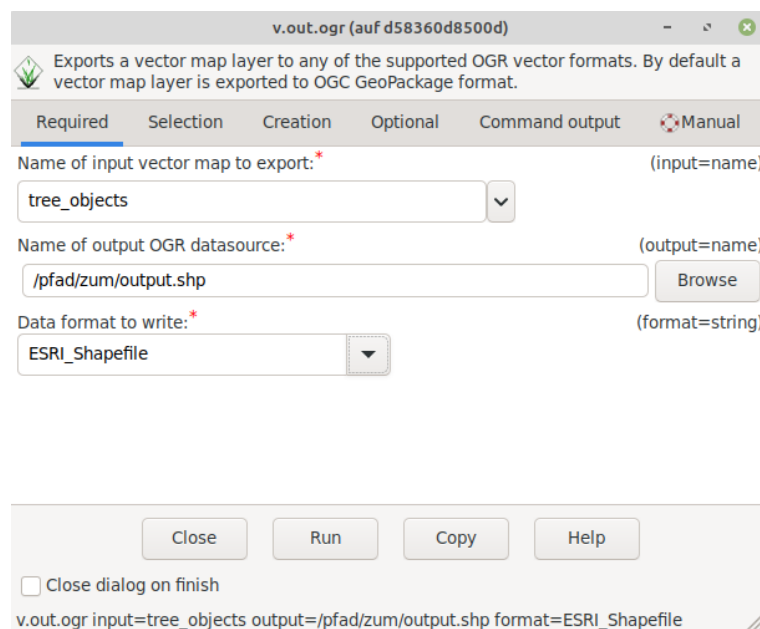 v.out.ogr (auf d58360d8500d)
Exports a vector map layer to any of the supported OGR vector formats. By default a
vector map layer is exported to OGC GeoPackage format.
Required Selection Creation Optional Command output Manual
Name of input vector map to export:* (input=name)
tree_objects
Name of output OGR datasource:* (output=name)
/pfad/zum/output.shp Browse
Data format to write:* (format=string)
ESRI_Shapefile
Close Run Copy Help
Close dialog on finish
v.out.ogr input=tree_objects output=/pfad/zum/output.shp format=ESRI_Shapefile